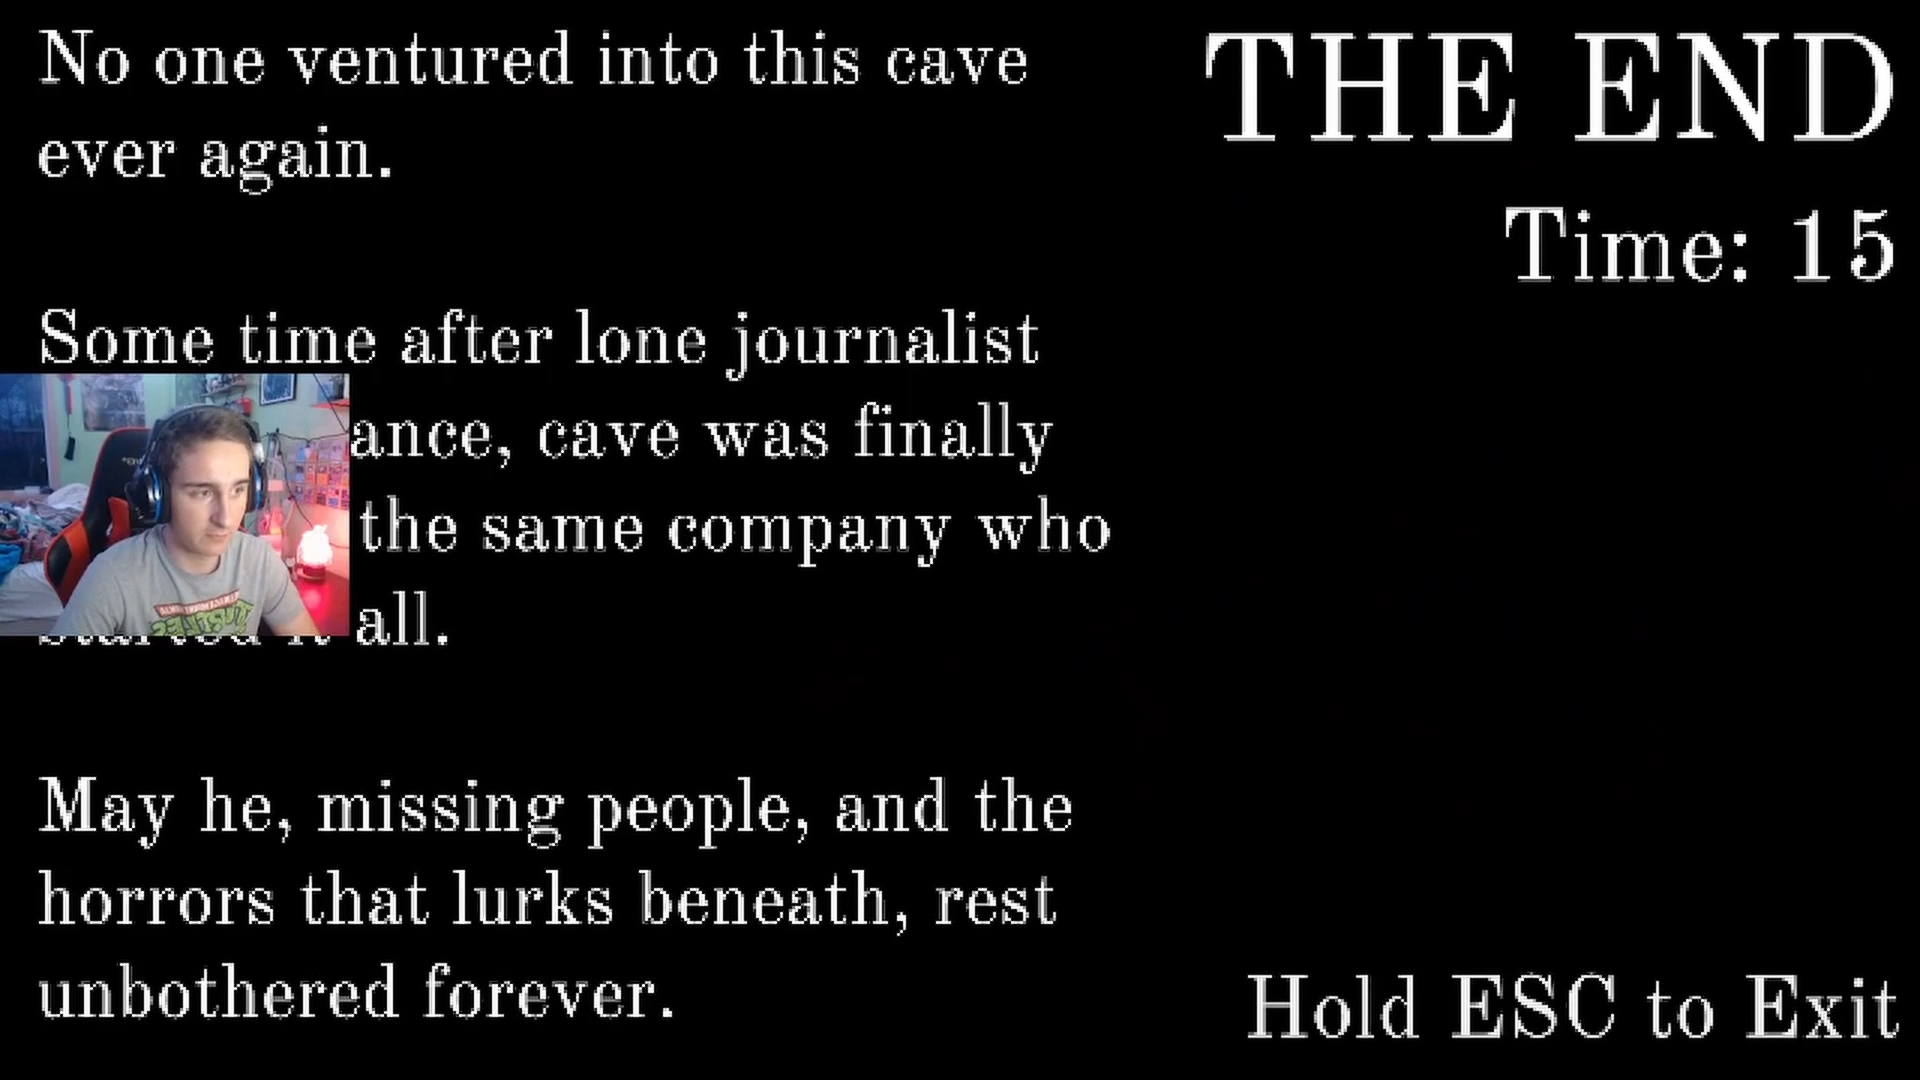 No one ventured into this cave
ever again.
Some time after lone journalist
ance, cave was finally
the same company who
started it all.
May he, missing people, and the
horrors that lurks beneath, rest
unbothered forever.
THE END
Time: 15
Hold ESC to Exit